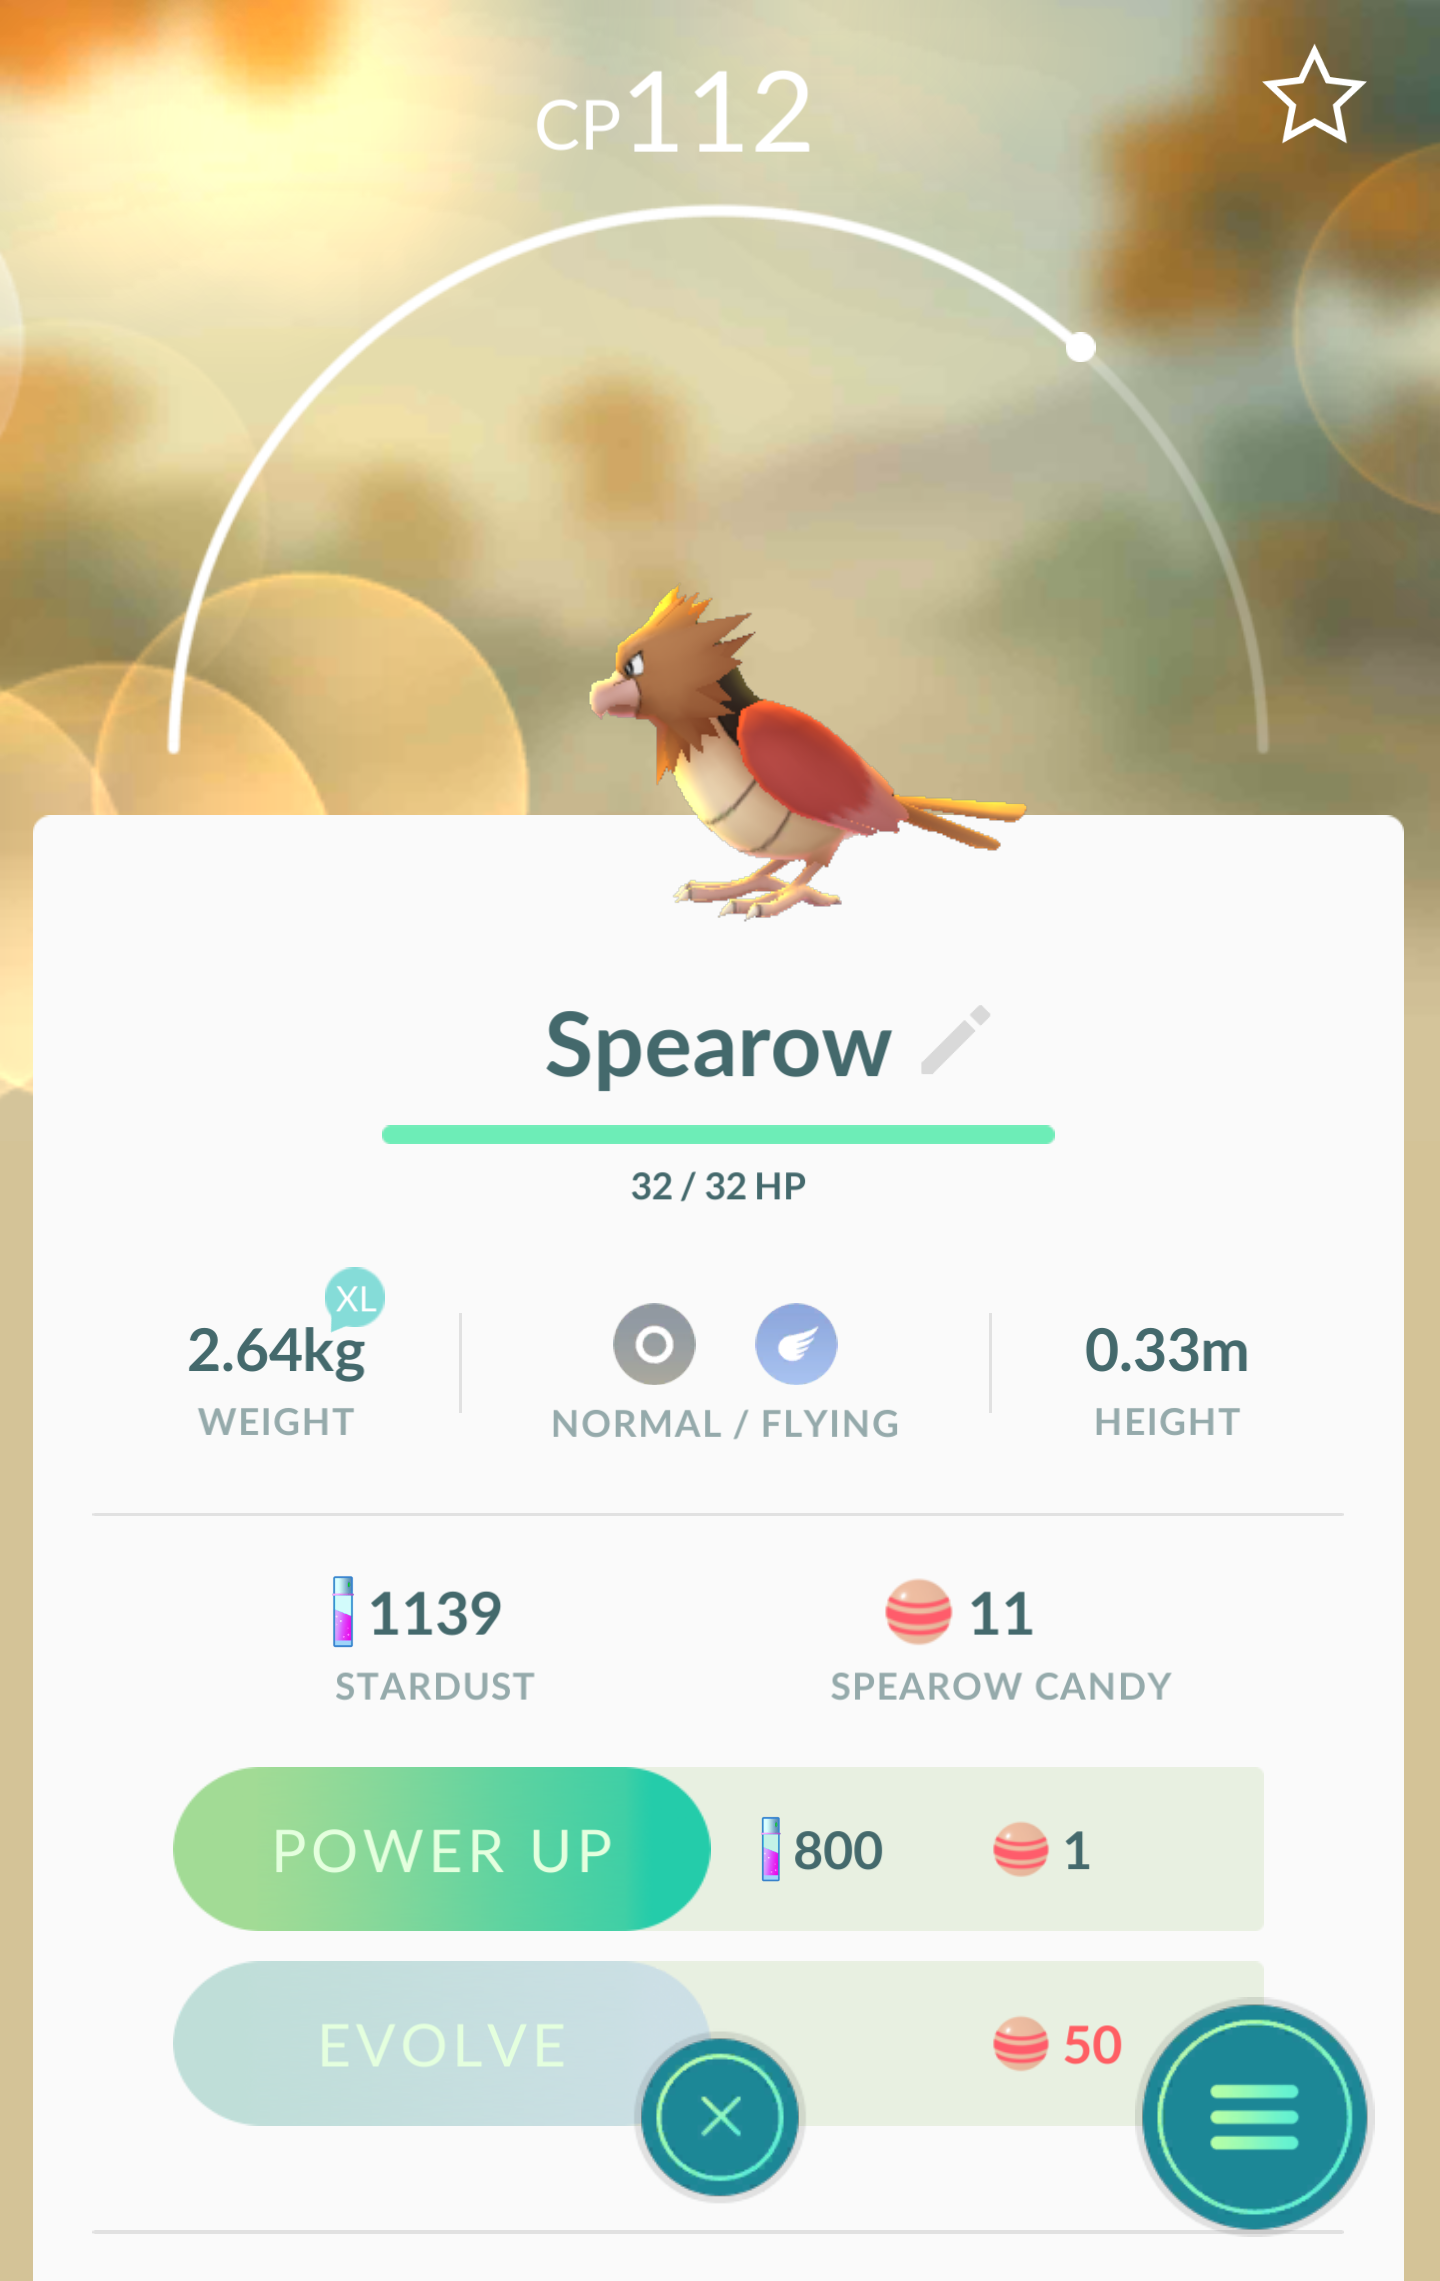 CP112
Spearow
32 / 32 HP
XL
2.64kg
WEIGHT
NORMAL / FLYING
0.33m
HEIGHT
1139
STARDUST
11
SPEAROW CANDY
POWER UP 800 1
EVOLVE 50